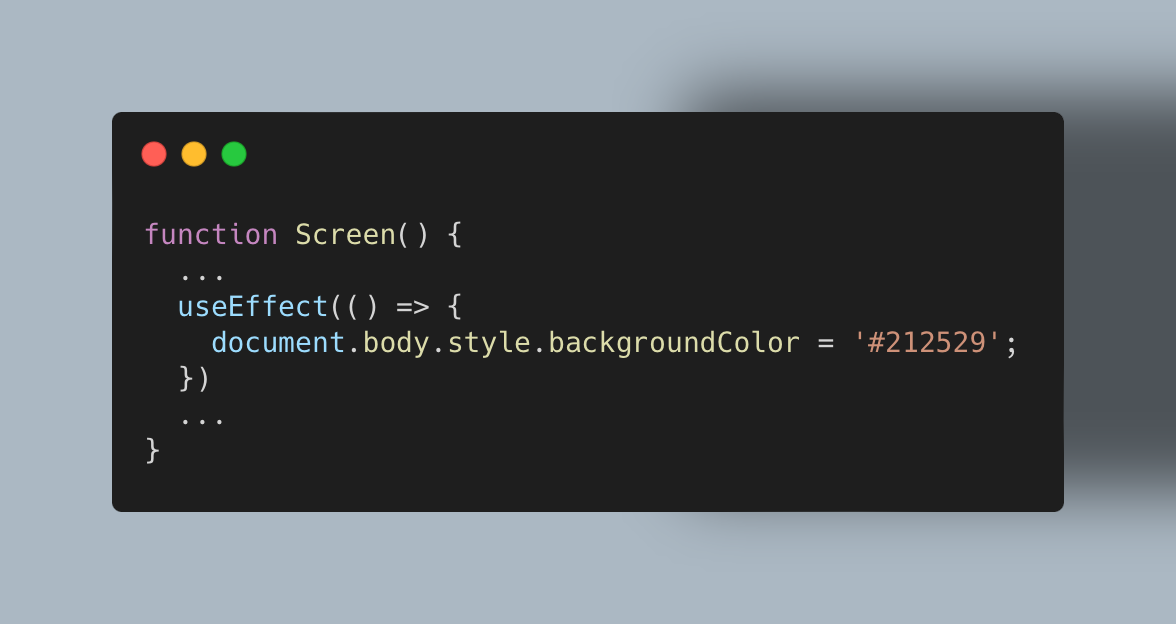 function Screen() {
  ...
  useEffect(() => {
    document.body.style.backgroundColor = '#212529';
  })
  ...
}